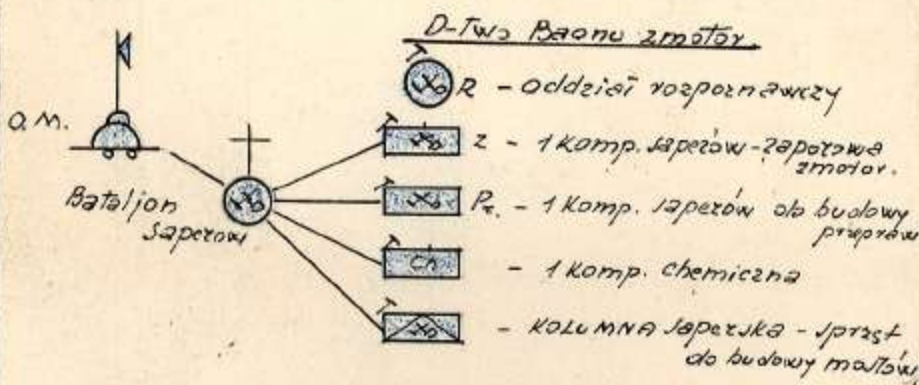 D-Two Baonu zmotor.
R - oddział rozpoznawczy
O.M.
Z - 1 Komp. saperów-zaporowa
zmotor.
Bataljon
Saperów
Pr. - 1 Komp. saperów do budowy
przepraw
Ch
- 1 Komp. chemiczna
- KOLUMNA saperska - sprzęt
do budowy mostów